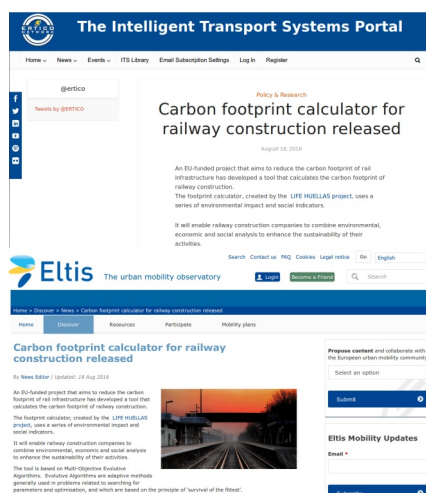 ERTICO
NETWORK
The Intelligent Transport Systems Portal
Home News Events ITS Library Email Subscription Settings Log In Register
@ertico
Tweets by @ERTICO
Policy & Research
Carbon footprint calculator for
railway construction released
August 18, 2016
An EU-funded project that aims to reduce the carbon footprint of rail
infrastructure has developed a tool that calculates the carbon footprint of
railway construction.
The footprint calculator, created by the LIFE HUELLAS project, uses a
series of environmental impact and social indicators.
It will enable railway construction companies to combine environmental,
economic and social analysis to enhance the sustainability of their
activities.
Search Contact us FAQ Cookies Legal notice Go English
Eltis The urban mobility observatory
Login Become a Friend Search
Home > Discover > News > Carbon footprint calculator for railway construction released
Home Discover Resources Participate Mobility plans
Carbon footprint calculator for railway
construction released
By News Editor / Updated: 18 Aug 2016
An EU-funded project that aims to reduce the carbon
footprint of rail infrastructure has developed a tool that
calculates the carbon footprint of railway construction.
The footprint calculator, created by the LIFE HUELLAS
project, uses a series of environmental impact and
social indicators.
It will enable railway construction companies to
combine environmental, economic and social analysis
to enhance the sustainability of their activities.
The tool is based on Multi-Objective Evolutive
Algorithms. Evolutive Algorithms are adaptive methods
generally used in problems related to searching for
parameters and optimisation, and which are based on the principle of 'survival of the fittest'.
Propose content and collaborate with
the European urban mobility community
Select an option
Submit
Eltis Mobility Updates
Email *
Subscribe